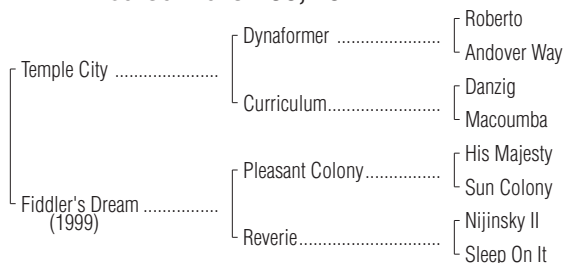 Roberto
Dynaformer
Andover Way
Temple City
Danzig
Curriculum
Macoumba
His Majesty
Pleasant Colony
Sun Colony
Fiddler's Dream
(1999)
Nijinsky II
Reverie
Sleep On It